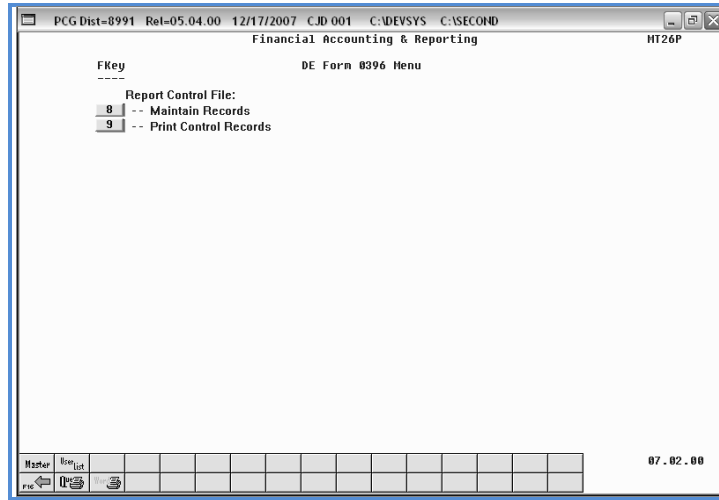 PCG Dist=8991 Rel=05.04.00 12/17/2007 CJD 001 C:\DEVSYS C:\SECOND
Financial Accounting & Reporting MT26P
FKey DE Form 0396 Menu
----
Report Control File:
8 -- Maintain Records
9 -- Print Control Records
Master User List 07.02.00
F16 Que